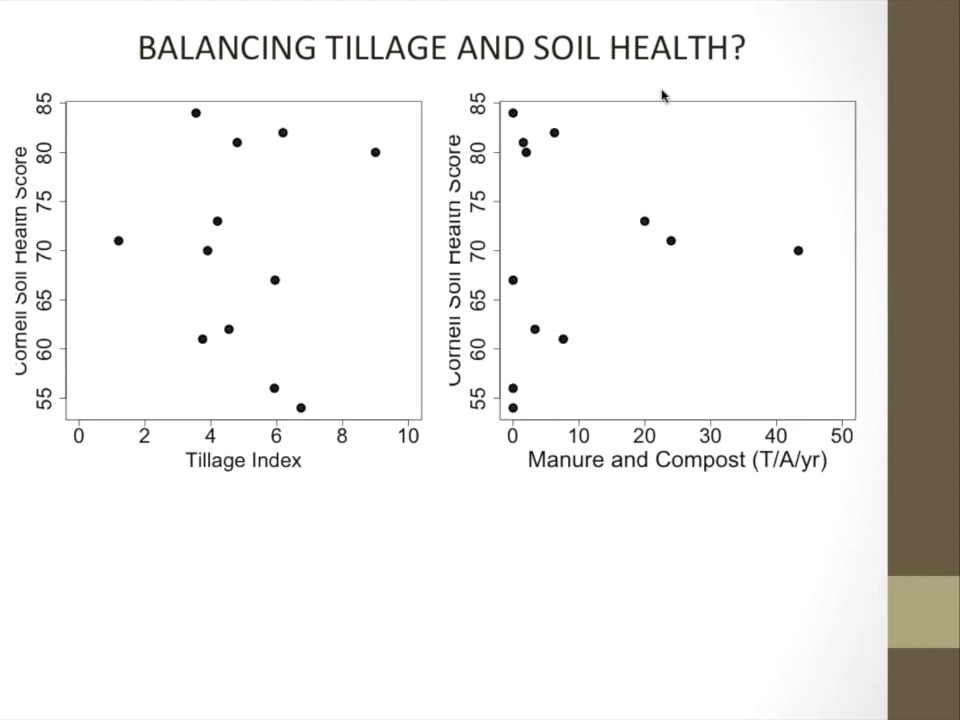 BALANCING TILLAGE AND SOIL HEALTH?
Cornell Soil Health Score
85
80
75
70
65
60
55
0 2 4 6 8 10
Tillage Index
Cornell Soil Health Score
85
80
75
70
65
60
55
0 10 20 30 40 50
Manure and Compost (T/A/yr)